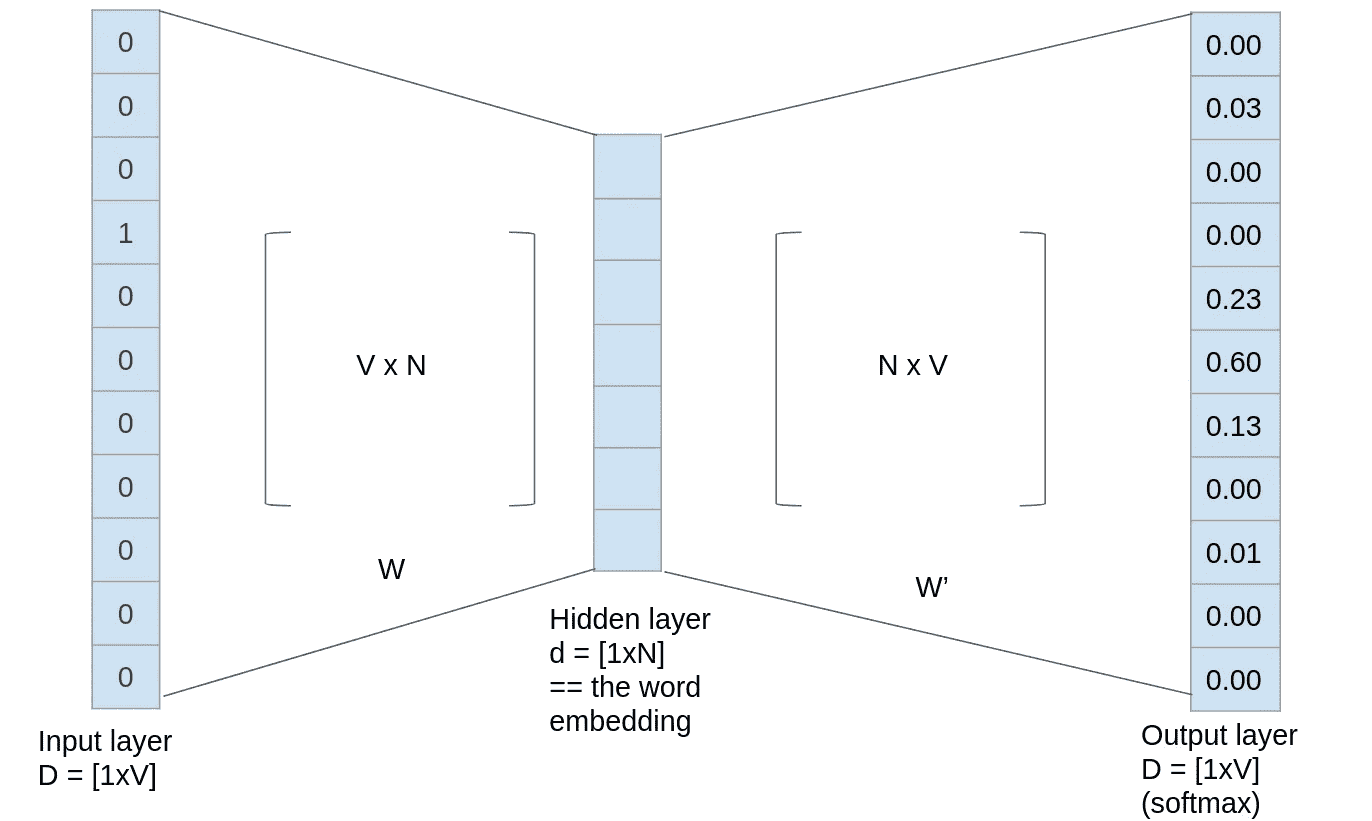 0
0
0
1
0
0
0
0
0
0
0
Input layer
D = [1xV]
V x N
W
Hidden layer
d = [1xN]
== the word
embedding
N x V
W’
0.00
0.03
0.00
0.00
0.23
0.60
0.13
0.00
0.01
0.00
0.00
Output layer
D = [1xV]
(softmax)